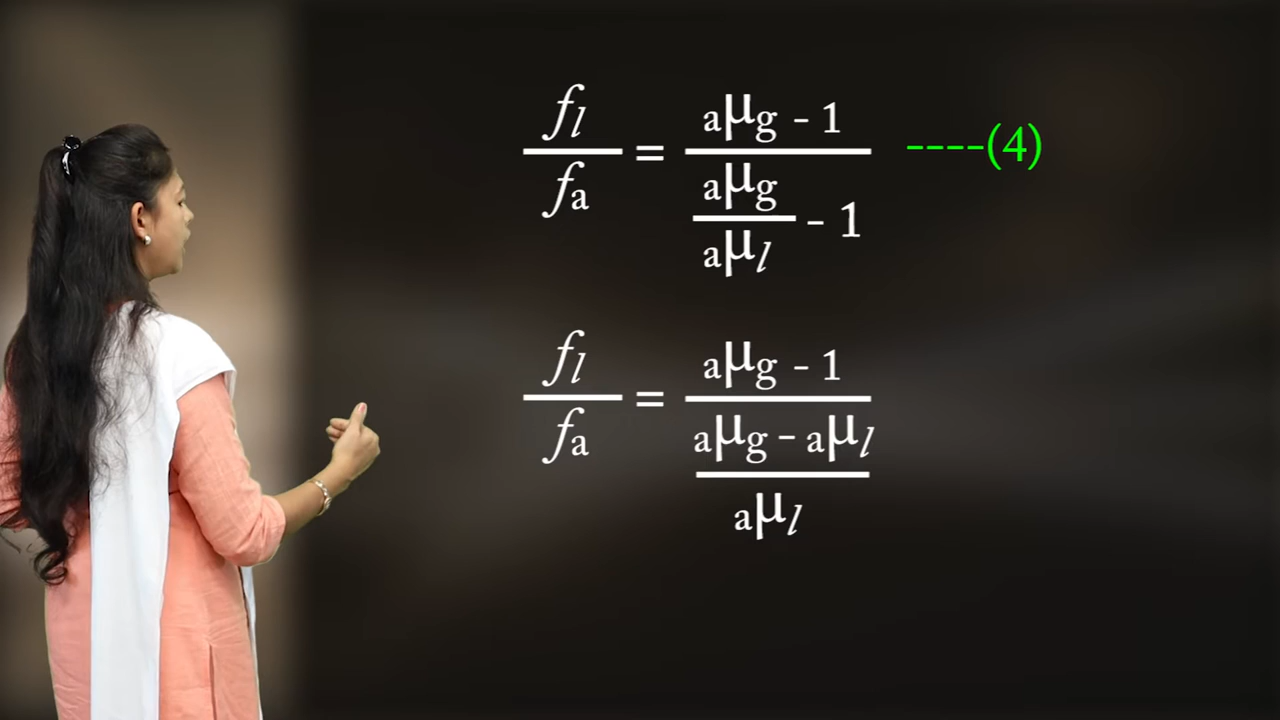 fl / fa = aμg - 1 / (aμg / aμl - 1) ----(4)
fl / fa = aμg - 1 / (aμg - aμl / aμl)